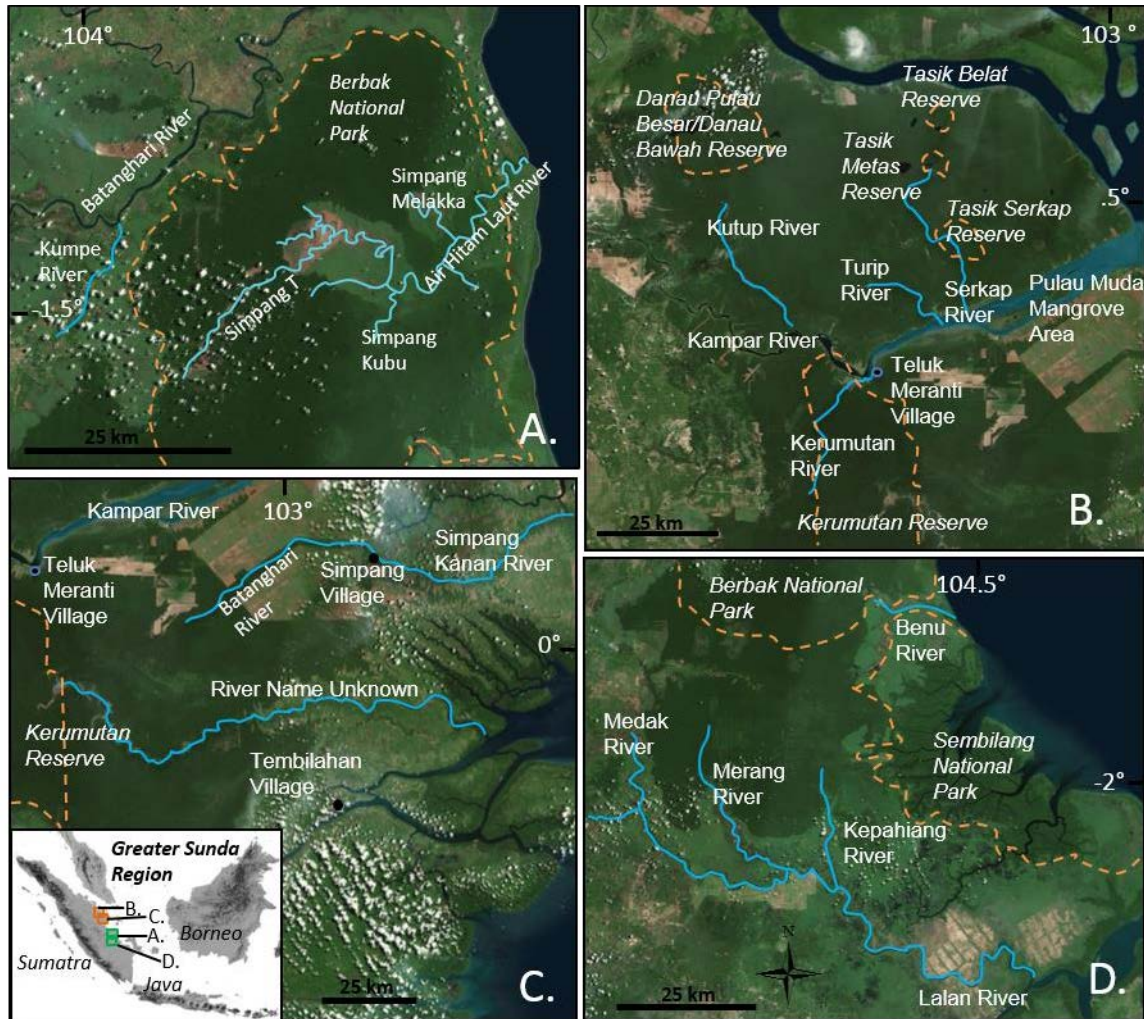 104°
Berbak
National
Park
Batanghari River
Kumpe
River
-1.5°
Simpang
Melakka
Air Hitam Laut River
Simpang T
Simpang
Kubu
25 km
A.
103 °
Tasik Belat
Reserve
Danau Pulau
Besar/Danau
Bawah Reserve
Tasik
Metas
Reserve
.5°
Tasik Serkap
Reserve
Kutup River
Turip
River
Serkap
River
Pulau Muda
Mangrove
Area
Kampar River
Teluk
Meranti
Village
Kerumutan
River
25 km
Kerumutan Reserve
B.
Kampar River
103°
Teluk
Meranti
Village
Batanghari
River
Simpang
Village
Simpang
Kanan River
0°
River Name Unknown
Kerumutan
Reserve
Tembilahan
Village
Greater Sunda
Region
B.
C.
A.
D.
Borneo
Sumatra
Java
25 km
C.
Berbak National
Park
104.5°
Benu
River
Medak
River
Merang
River
Sembilang
National
Park
-2°
Kepahiang
River
N
25 km
Lalan River
D.